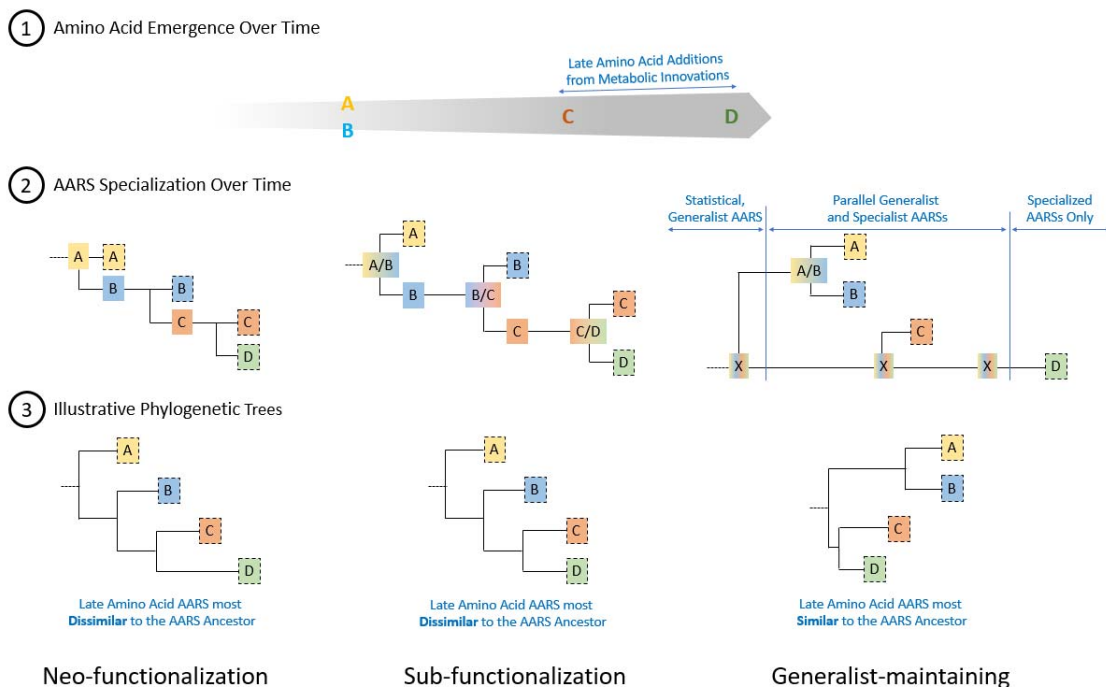 1 Amino Acid Emergence Over Time
Late Amino Acid Additions
from Metabolic Innovations
A
B
C
D
2 AARS Specialization Over Time
A
A
B
B
C
C
D
A/B
A
B
B/C
B
C
C/D
C
D
Statistical,
Generalist AARS
Parallel Generalist
and Specialist AARSs
Specialized
AARSs Only
A/B
A
B
C
X
X
X
D
3 Illustrative Phylogenetic Trees
A
B
C
D
Late Amino Acid AARS most
Dissimilar to the AARS Ancestor
A
B
C
D
Late Amino Acid AARS most
Dissimilar to the AARS Ancestor
A
B
C
D
Late Amino Acid AARS most
Similar to the AARS Ancestor
Neo-functionalization
Sub-functionalization
Generalist-maintaining